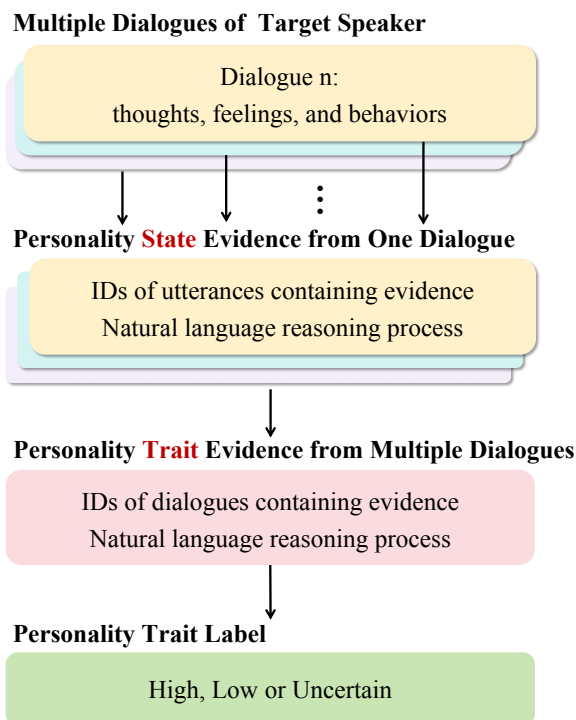 Multiple Dialogues of Target Speaker
Dialogue n:
thoughts, feelings, and behaviors
⋮
Personality State Evidence from One Dialogue
IDs of utterances containing evidence
Natural language reasoning process
Personality Trait Evidence from Multiple Dialogues
IDs of dialogues containing evidence
Natural language reasoning process
Personality Trait Label
High, Low or Uncertain